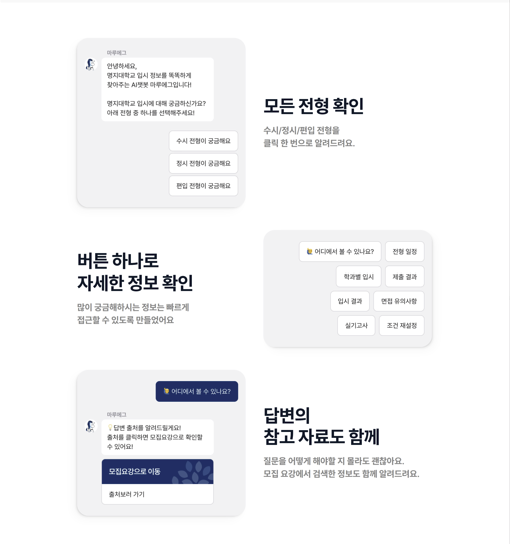 마루에그
안녕하세요,
명지대학교 입시 정보를 똑똑하게
찾아주는 AI챗봇 마루에그입니다!
명지대학교 입시에 대해 궁금하신가요?
아래 전형 중 하나를 선택해주세요!
수시 전형이 궁금해요
정시 전형이 궁금해요
편입 전형이 궁금해요
모든 전형 확인
수시/정시/편입 전형을
클릭 한 번으로 알려드려요.
버튼 하나로
자세한 정보 확인
많이 궁금해하시는 정보는 빠르게
접근할 수 있도록 만들었어요
🙋 어디에서 볼 수 있나요?
전형 일정
학과별 입시
제출 결과
입시 결과
면접 유의사항
실기고사
조건 재설정
🙋 어디에서 볼 수 있나요?
마루에그
💡답변 출처를 알려드릴게요!
출처를 클릭하면 모집요강으로 확인할
수 있어요!
모집요강으로 이동
출처보러 가기
답변의
참고 자료도 함께
질문을 어떻게 해야할 지 몰라도 괜찮아요.
모집 요강에서 검색한 정보도 함께 알려드려요.